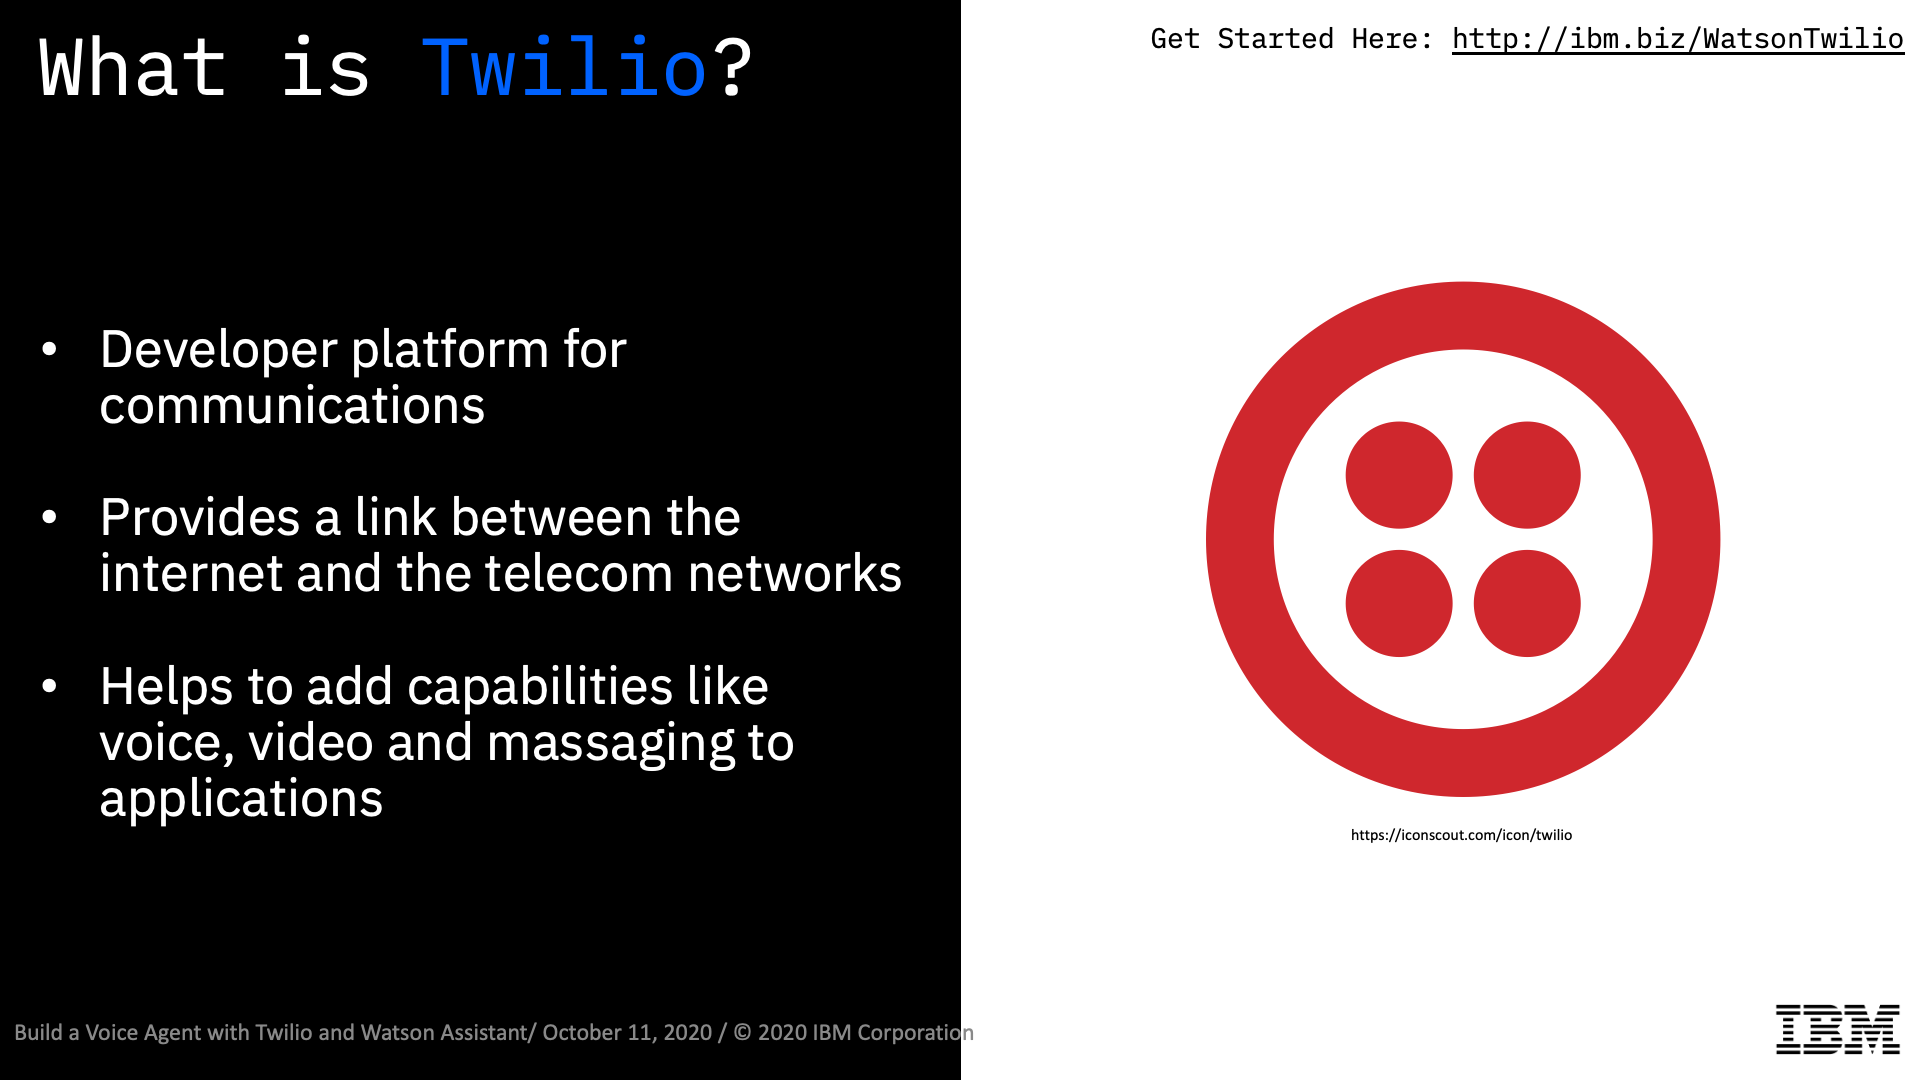 What is Twilio?
Get Started Here: http://ibm.biz/WatsonTwilio
• Developer platform for
communications
• Provides a link between the
internet and the telecom networks
• Helps to add capabilities like
voice, video and massaging to
applications
https://iconscout.com/icon/twilio
Build a Voice Agent with Twilio and Watson Assistant/ October 11, 2020 / © 2020 IBM Corporation
IBM